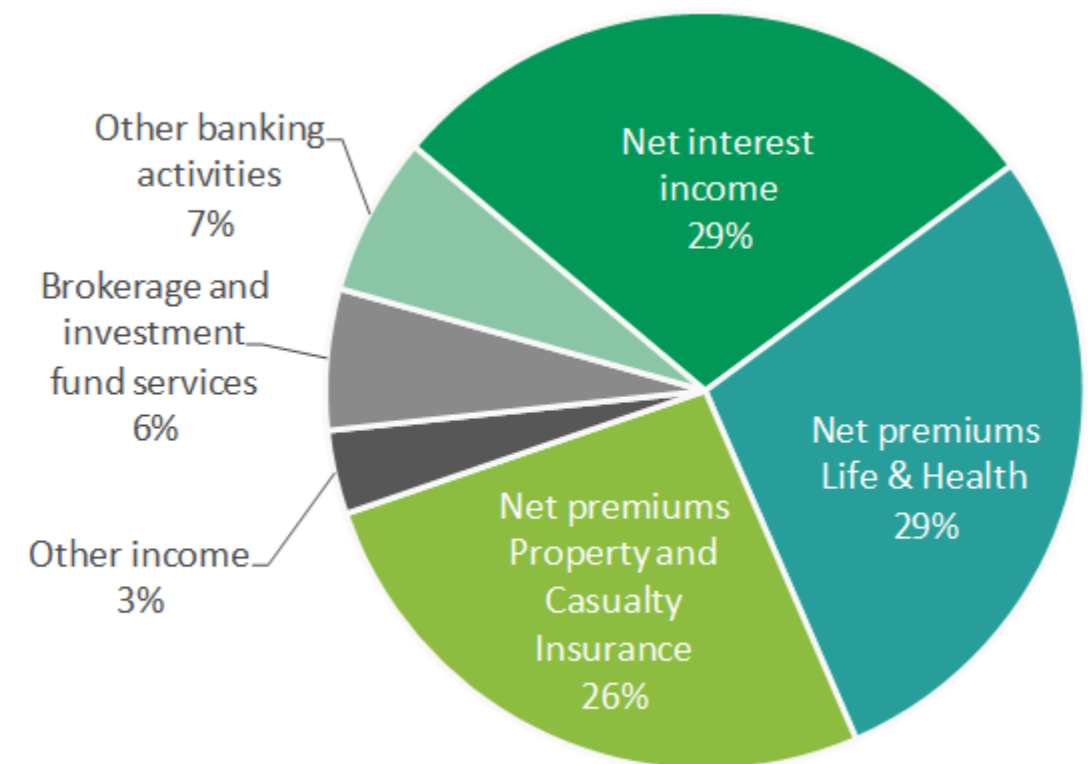 Net interest
income
29%
Net premiums
Life & Health
29%
Net premiums
Property and
Casualty
Insurance
26%
Other income
3%
Brokerage and
investment
fund services
6%
Other banking
activities
7%